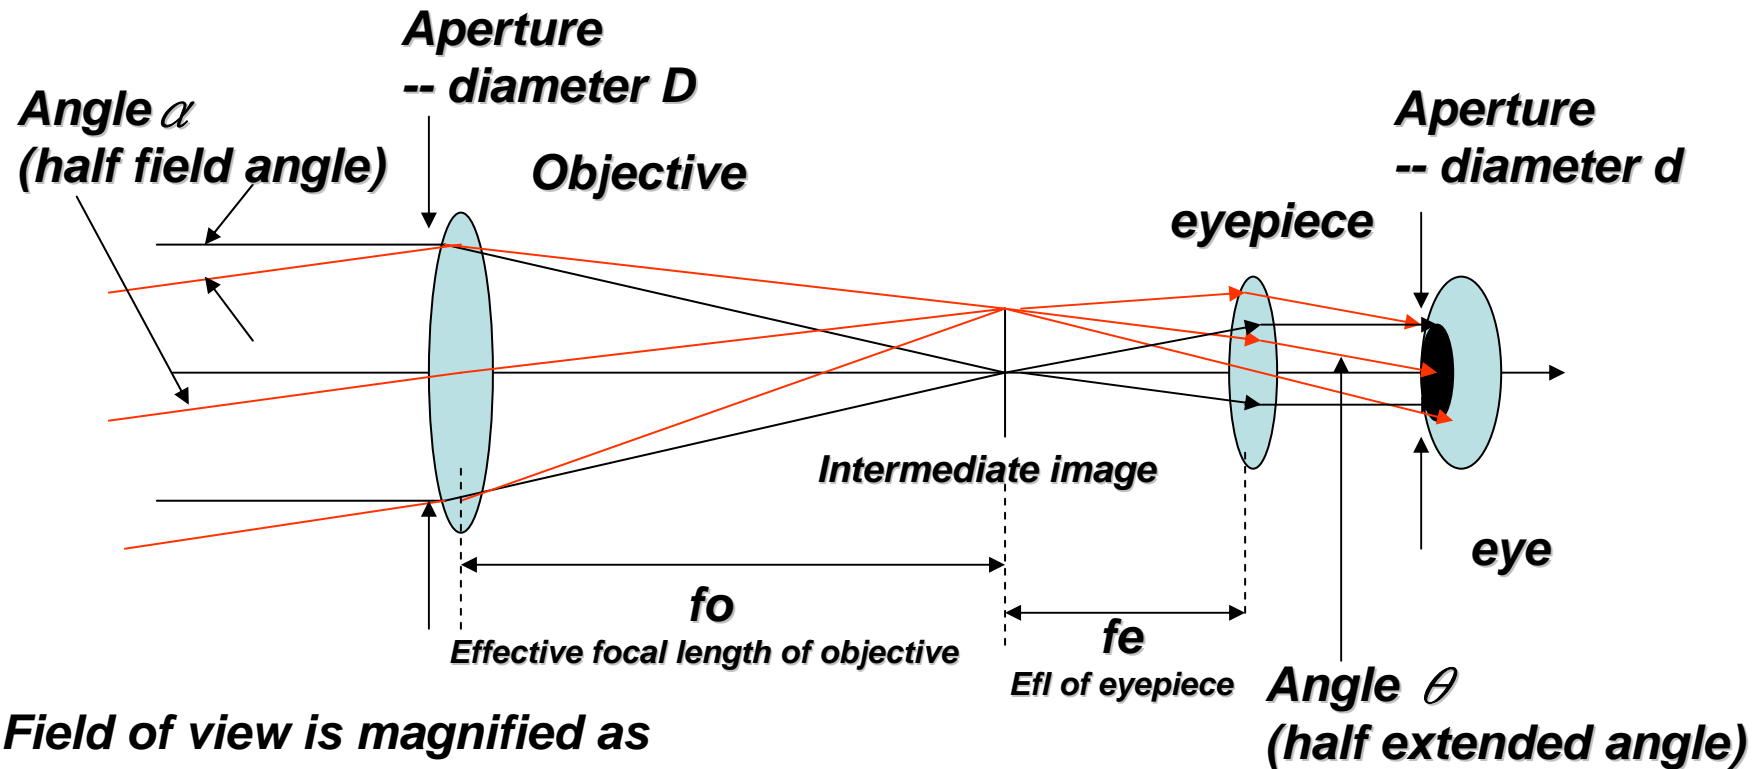 Aperture
-- diameter D
Angle α
(half field angle)
Objective
Aperture
-- diameter d
eyepiece
Intermediate image
eye
fo
Effective focal length of objective
fe
Efl of eyepiece
Angle θ
(half extended angle)
Field of view is magnified as